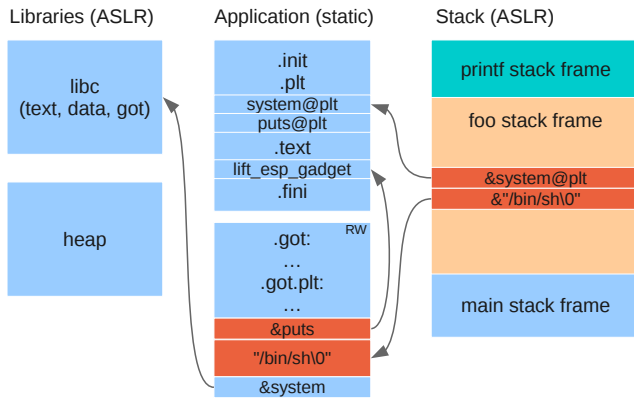 Libraries (ASLR)
libc
(text, data, got)
heap
Application (static)
.init
.plt
system@plt
puts@plt
.text
lift_esp_gadget
.fini
RW
.got:
...
.got.plt:
...
&puts
"/bin/sh\0"
&system
Stack (ASLR)
printf stack frame
foo stack frame
&system@plt
&"/bin/sh\0"
main stack frame